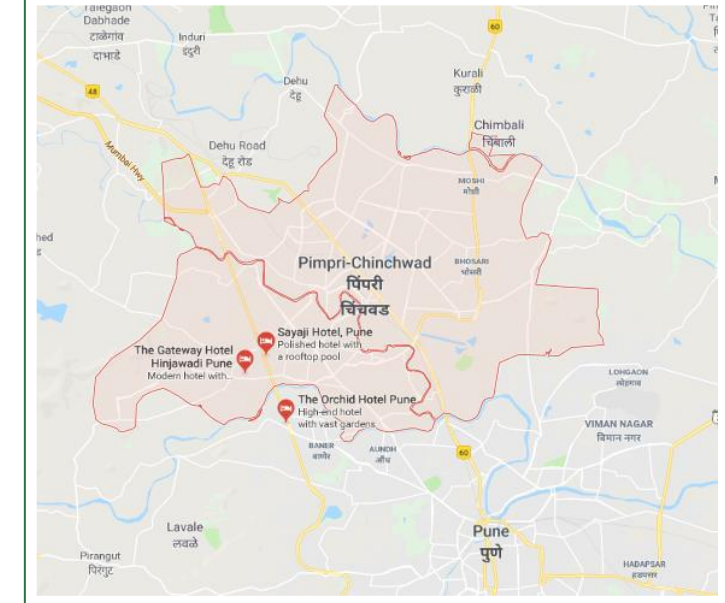 Talegaon
Dabhade
टाळेगांव
दाभाडे
Induri
इंदुरी
60
Dehu
देहू
Kurali
कुराळी
48
Chimbali
चिंबाली
Mumbai Hwy
Dehu Road
देहू रोड
MOSHI
मोशी
Pimpri-Chinchwad
पिंपरी
चिंचवड
BHOSARI
भोसरी
Sayaji Hotel, Pune
Polished hotel with
a rooftop pool
The Gateway Hotel
Hinjawadi Pune
Modern hotel with...
The Orchid Hotel Pune
High-end hotel
with vast gardens
LOHGAON
लोहगाव
VIMAN NAGAR
विमान नगर
BANER
बाणेर
AUNDH
औंध
60
Lavale
लवळे
Pune
पुणे
Pirangut
पिरंगुट
HADAPSAR
हडपसर